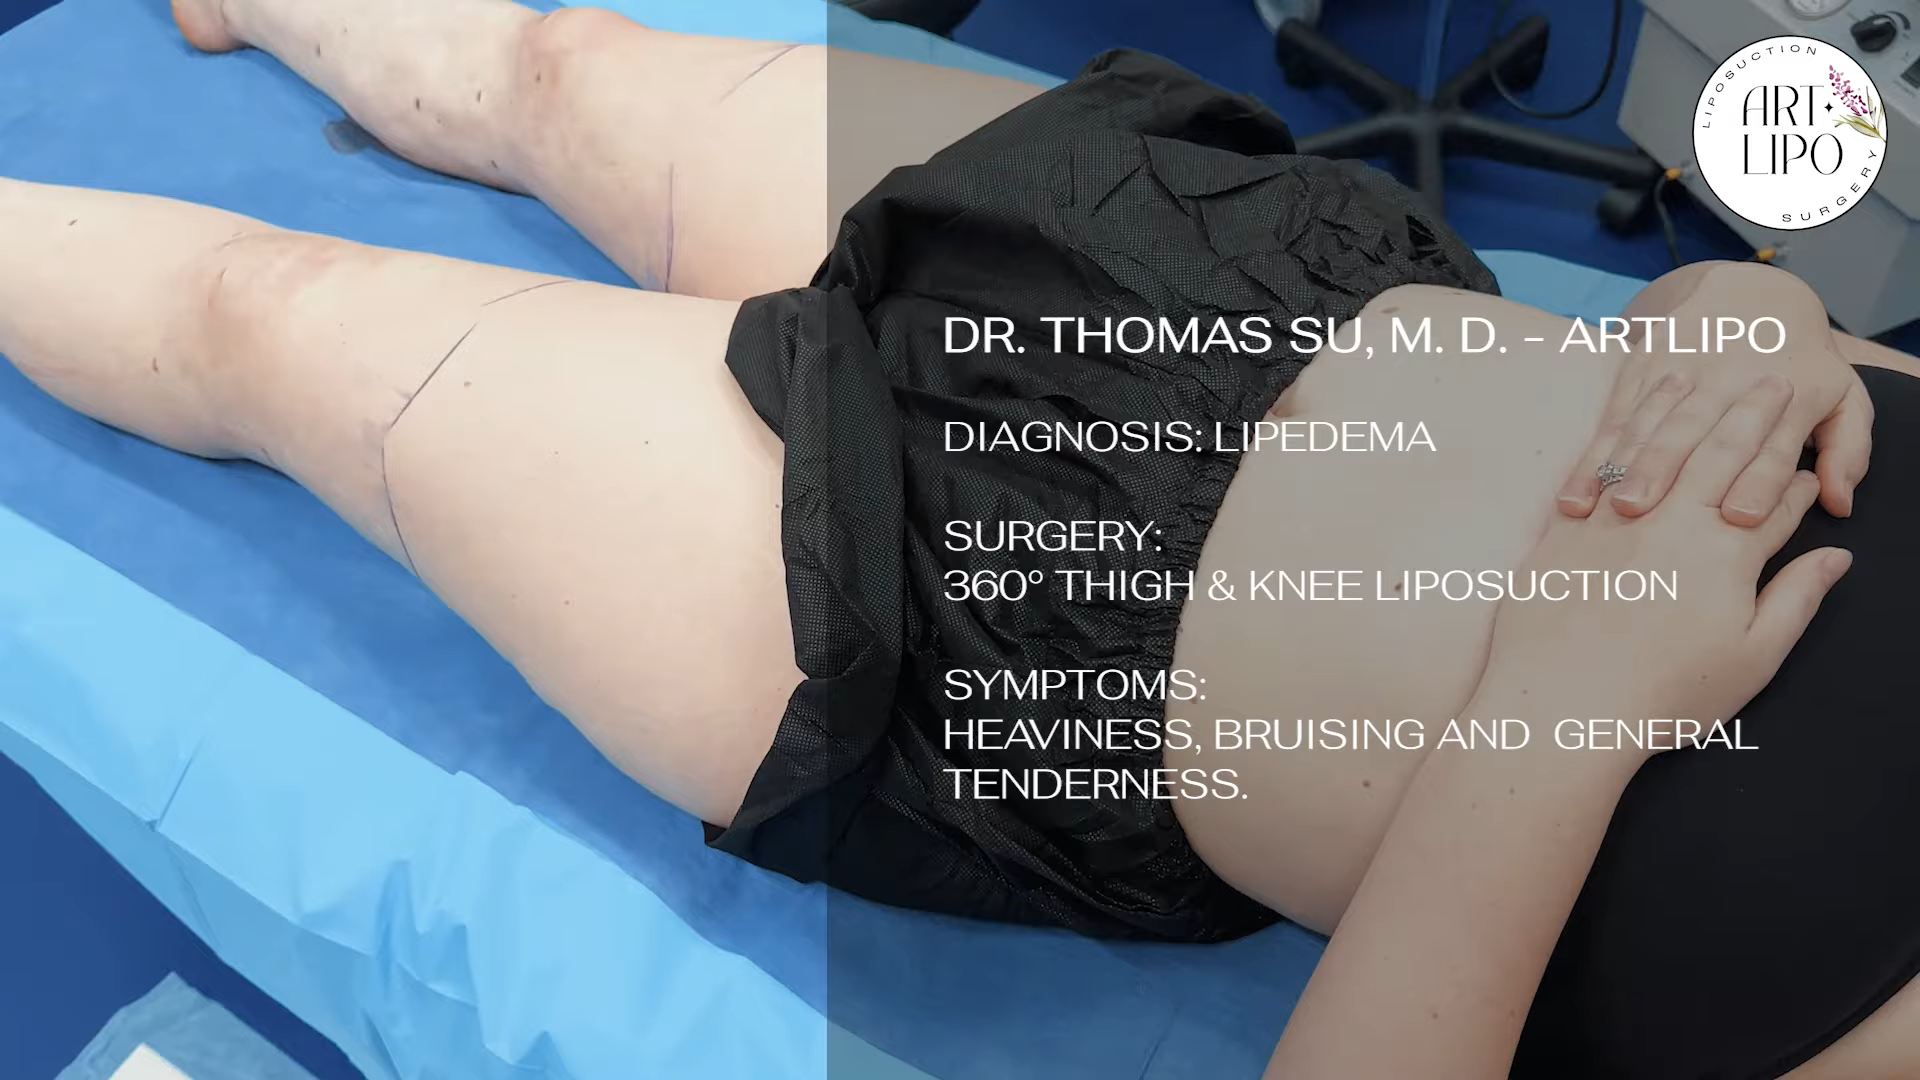 LIPOSUCTION
ART
LIPO
SURGERY
DR. THOMAS SU, M. D. - ARTLIPO
DIAGNOSIS: LIPEDEMA
SURGERY:
360° THIGH & KNEE LIPOSUCTION
SYMPTOMS:
HEAVINESS, BRUISING AND GENERAL
TENDERNESS.